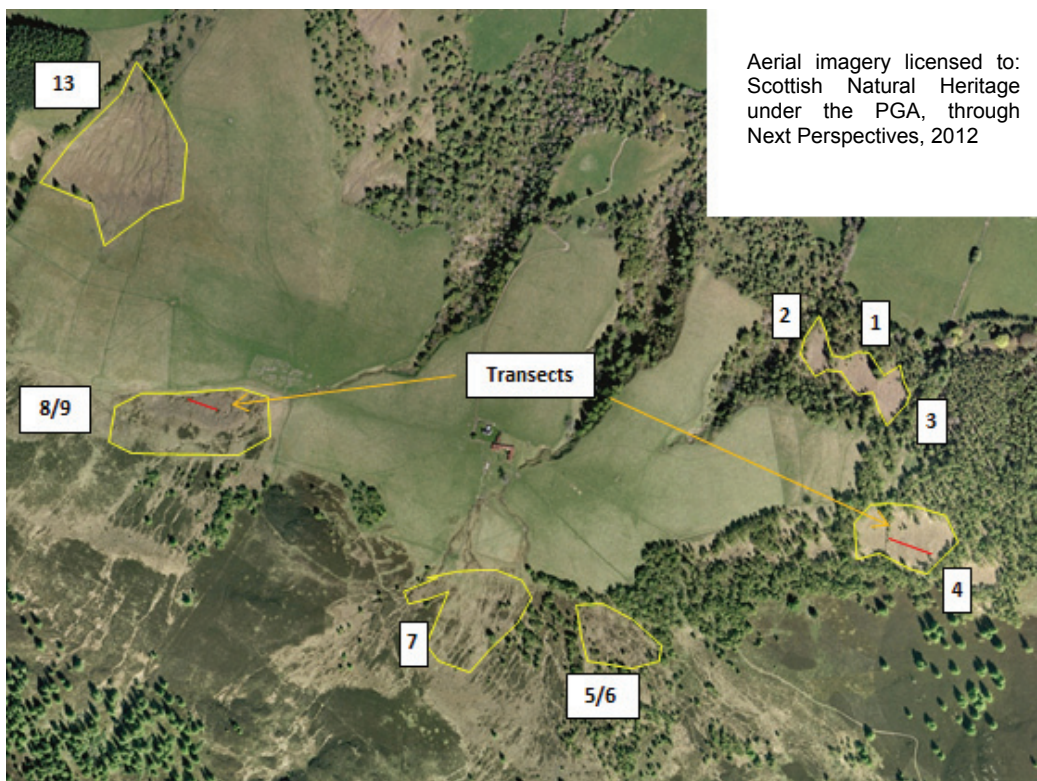 Aerial imagery licensed to:
Scottish Natural Heritage
under the PGA, through
Next Perspectives, 2012
13
2
1
Transects
8/9
3
4
7
5/6